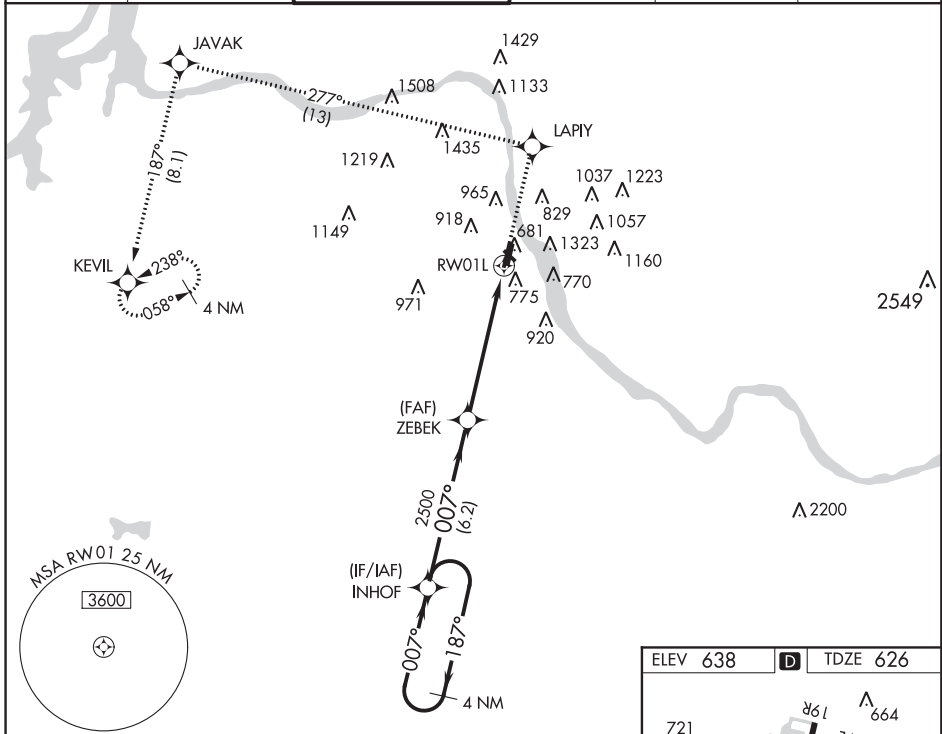 JAVAK
1429
1508
1133
277°
(13)
LAPIY
1435
1219
187°
(8.1)
1037
1223
965
829
918
1057
1149
681
1323
1160
RW01L
KEVIL
238°
058°
4 NM
971
775
770
2549
920
(FAF)
ZEBEK
2500
007°
(6.2)
2200
MSA RW01 25 NM
3600
(IF/IAF)
INHOF
007°
187°
4 NM
ELEV 638
D
TDZE 626
19R
664
721